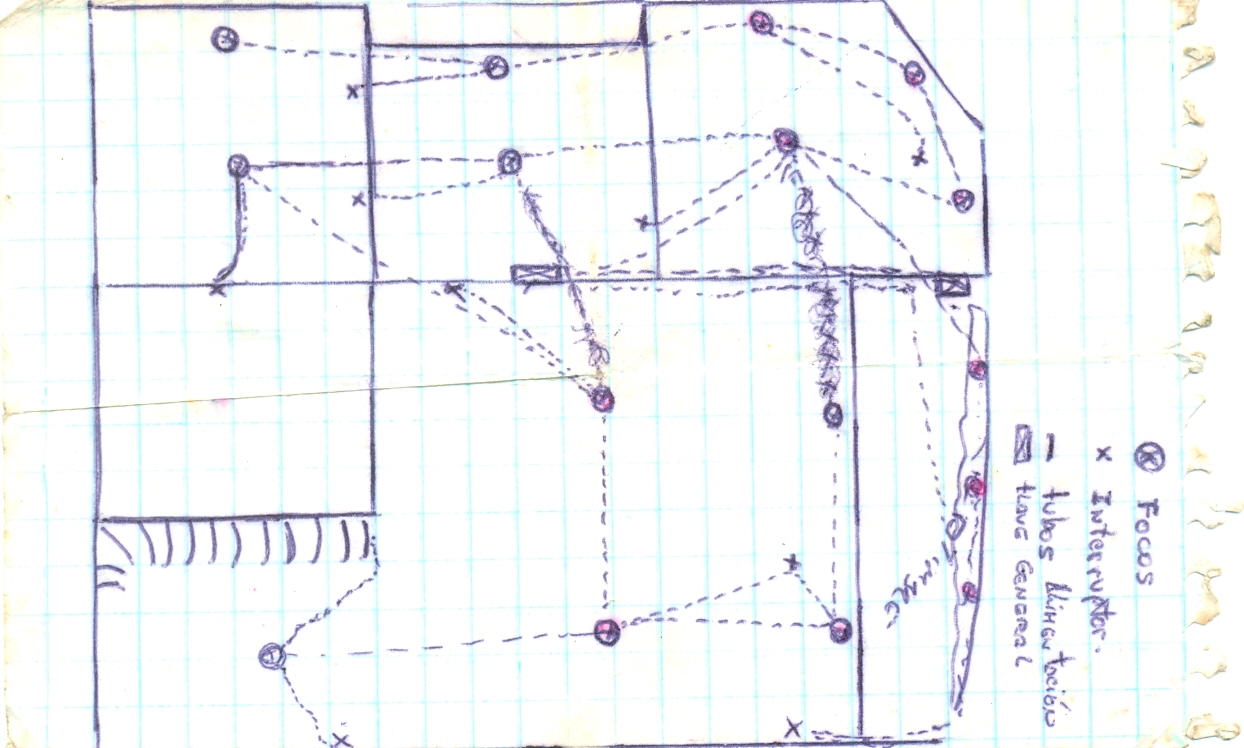 Focos
x Interruptor.
tubos Alimentación
LLAVE GENERAL